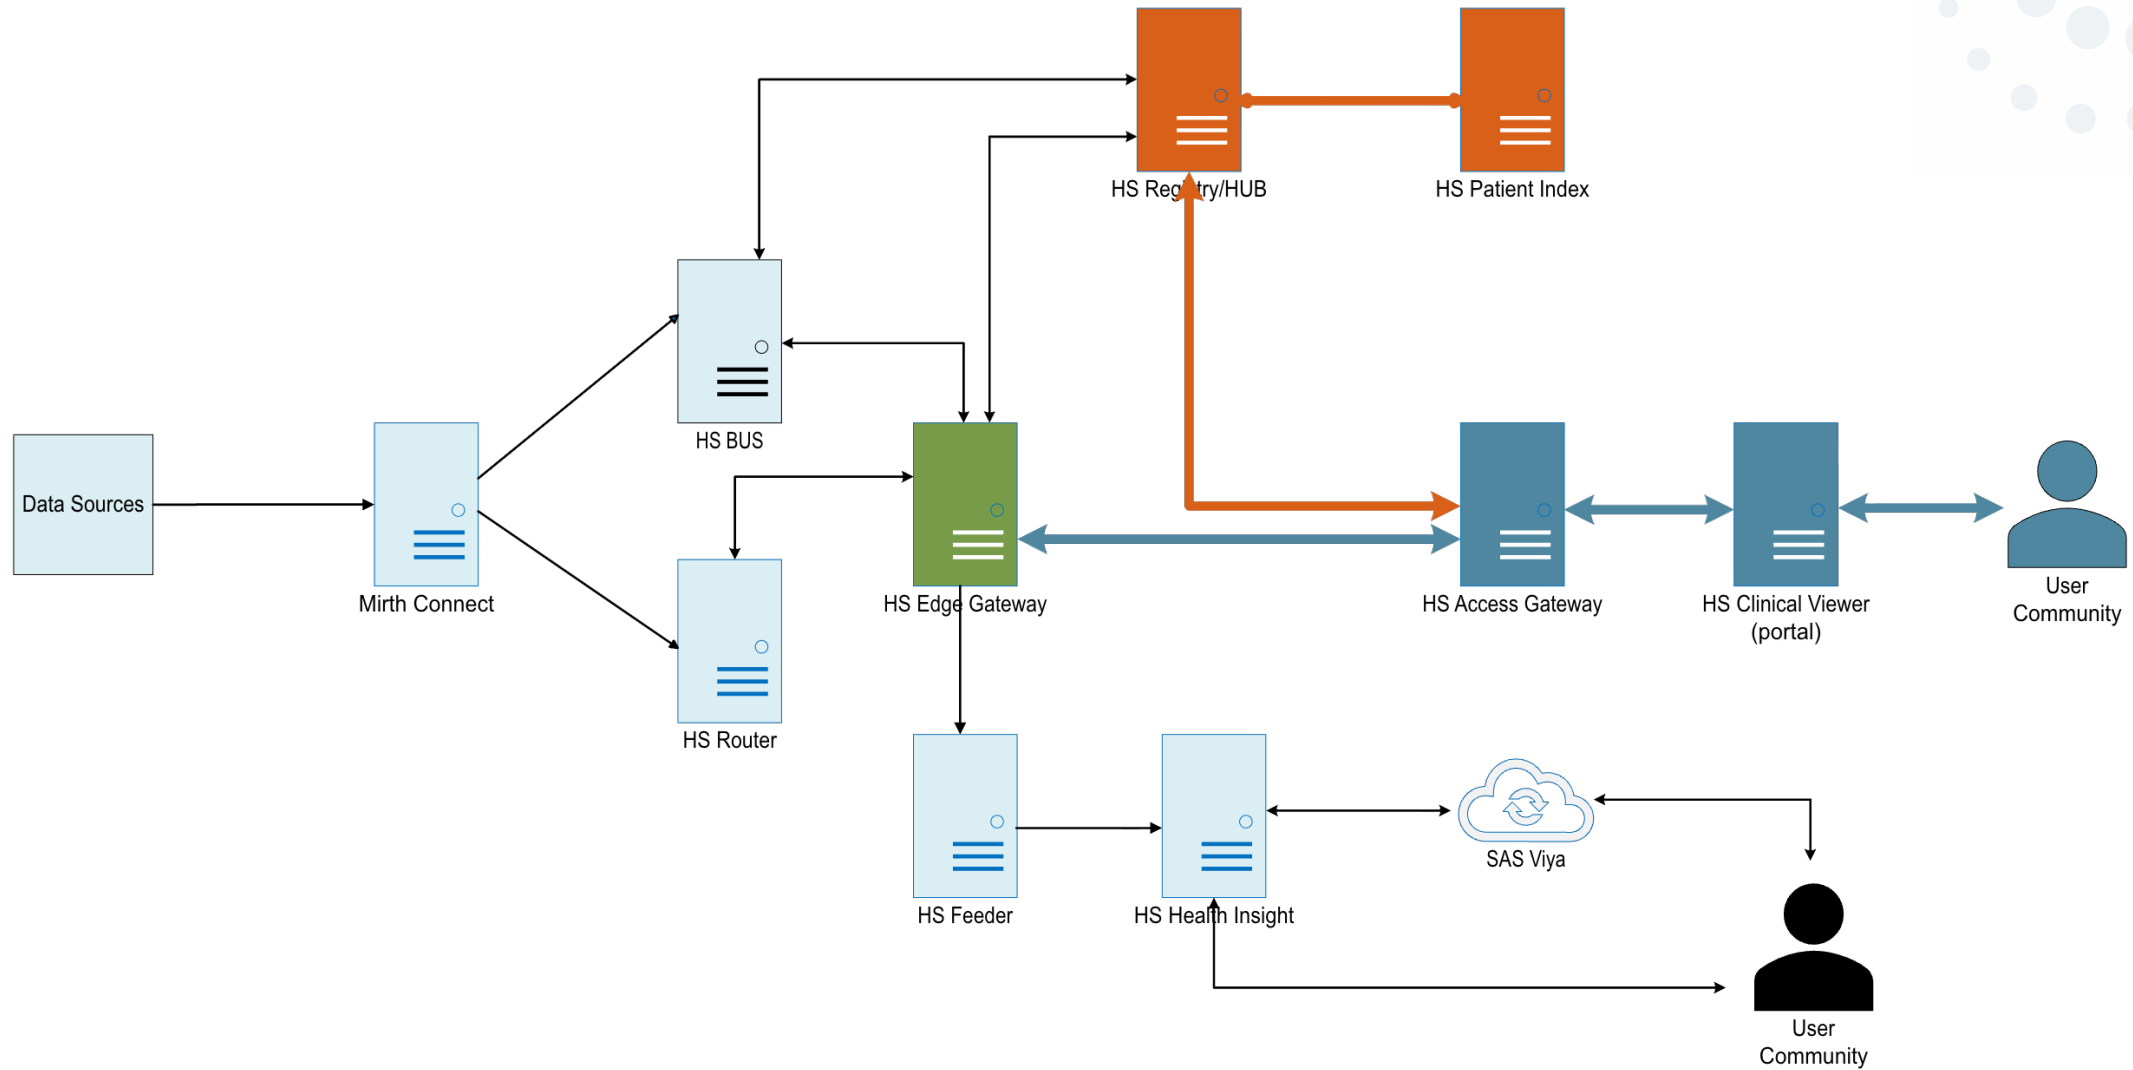 HS Registry/HUB
HS Patient Index
HS BUS
Data Sources
Mirth Connect
HS Edge Gateway
HS Access Gateway
HS Clinical Viewer
(portal)
User
Community
HS Router
HS Feeder
HS Health Insight
SAS Viya
User
Community